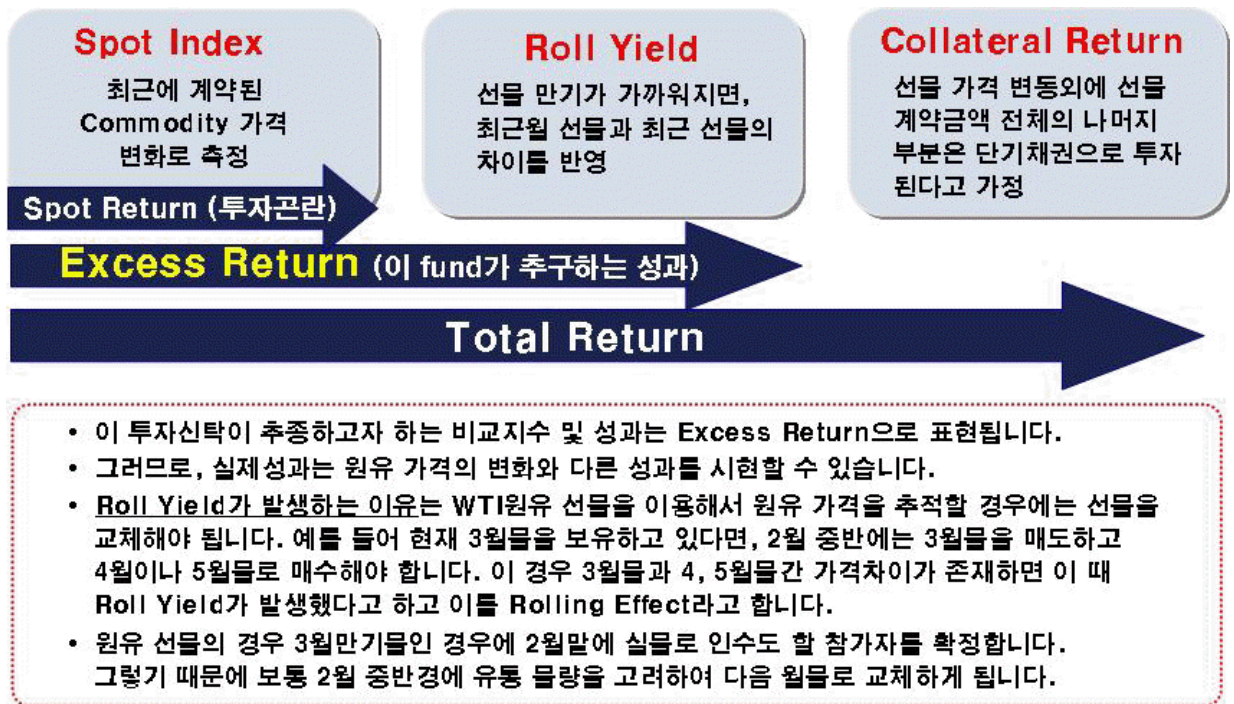 Spot Index
최근에 계약된
Commodity 가격
변화로 측정
Roll Yield
선물 만기가 가까워지면,
최근월 선물과 최근 선물의
차이를 반영
Collateral Return
선물 가격 변동외에 선물
계약금액 전체의 나머지
부분은 단기채권으로 투자
된다고 가정
Spot Return (투자곤란)
Excess Return (이 fund가 추구하는 성과)
Total Return
• 이 투자신탁이 추종하고자 하는 비교지수 및 성과는 Excess Return으로 표현됩니다.
• 그러므로, 실제성과는 원유 가격의 변화와 다른 성과를 시현할 수 있습니다.
• Roll Yield가 발생하는 이유는 WTI원유 선물을 이용해서 원유 가격을 추적할 경우에는 선물을
교체해야 됩니다. 예를 들어 현재 3월물을 보유하고 있다면, 2월 중반에는 3월물을 매도하고
4월이나 5월물로 매수해야 합니다. 이 경우 3월물과 4, 5월물간 가격차이가 존재하면 이 때
Roll Yield가 발생했다고 하고 이를 Rolling Effect라고 합니다.
• 원유 선물의 경우 3월만기물인 경우에 2월말에 실물로 인수도 할 참가자를 확정합니다.
그렇기 때문에 보통 2월 중반경에 유통 물량을 고려하여 다음 월물로 교체하게 됩니다.